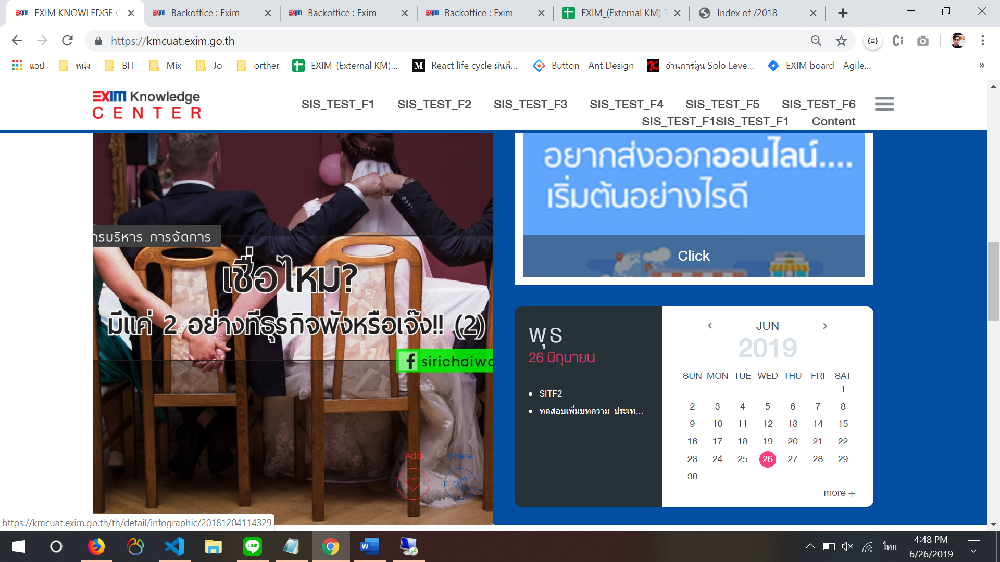 EXIM KNOWLEDGE C
Backoffice : Exim
Backoffice : Exim
Backoffice : Exim
EXIM_(External KM) T
Index of /2018
https://kmcuat.exim.go.th
แอป
หนัง
BIT
Mix
Jo
orther
EXIM_(External KM)...
M
React life cycle มันคื...
Button - Ant Design
อ่านการ์ตูน Solo Leve...
EXIM board - Agile...
EXIM Knowledge
CENTER
SIS_TEST_F1
SIS_TEST_F2
SIS_TEST_F3
SIS_TEST_F4
SIS_TEST_F5
SIS_TEST_F6
SIS_TEST_F1SIS_TEST_F1
Content
ารบริหาร การจัดการ
เชื่อไหม?
มีแค่ 2 อย่างที่ธุรกิจพังหรือเจ๊ง!! (2)
f sirichaiwa
Add
Share
อยากส่งออกออนไลน์....
เริ่มต้นอย่างไรดี
Click
พุธ
26 มิถุนายน
SITF2
ทดสอบเพิ่มบทความ_ประเท...
JUN
2019
SUN MON TUE WED THU FRI SAT
1
2 3 4 5 6 7 8
9 10 11 12 13 14 15
16 17 18 19 20 21 22
23 24 25 26 27 28 29
30
more +
https://kmcuat.exim.go.th/th/detail/infographic/20181204114329
LINE
W
ไทย
4:48 PM
6/26/2019